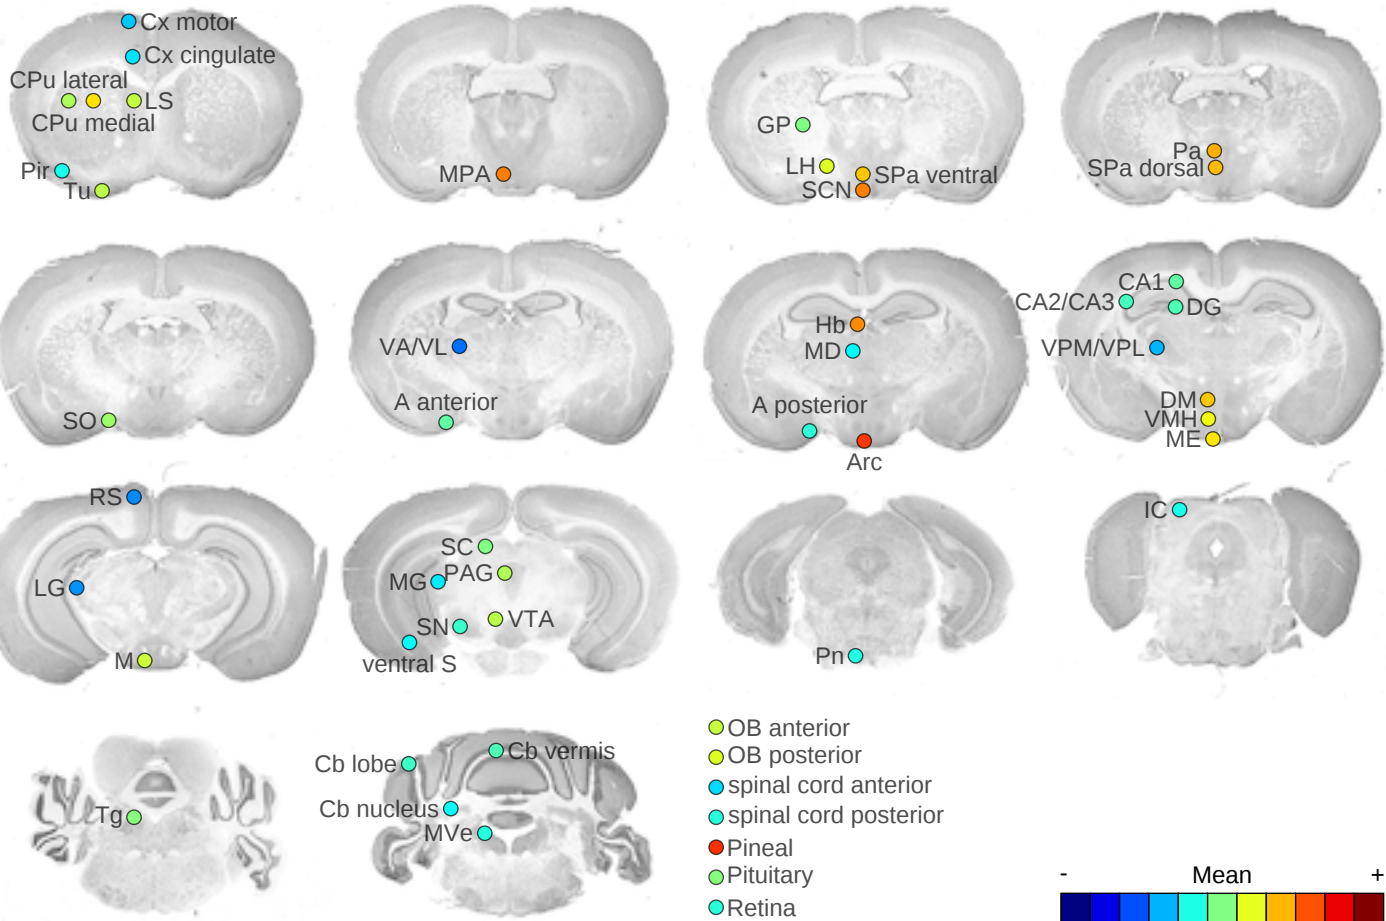 Cx motor
Cx cingulate
CPu lateral
LS
CPu medial
Pir
Tu
MPA
GP
LH
SPa ventral
SCN
Pa
SPa dorsal
SO
VA/VL
A anterior
Hb
MD
A posterior
Arc
CA1
CA2/CA3
DG
VPM/VPL
DM
VMH
ME
RS
LG
M
SC
MG
PAG
SN
VTA
ventral S
Pn
IC
Tg
Cb lobe
Cb vermis
Cb nucleus
MVe
OB anterior
OB posterior
spinal cord anterior
spinal cord posterior
Pineal
Pituitary
Retina
- Mean +